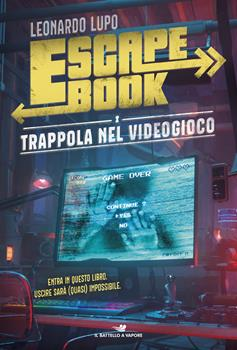 LEONARDO LUPO
ESCAPE
BOOK
TRAPPOLA NEL VIDEOGIOCO
GAME OVER
CONTINUE ?
YES
NO
ENTRA IN QUESTO LIBRO.
USCIRE SARÀ (QUASI) IMPOSSIBILE.
IL BATTELLO A VAPORE